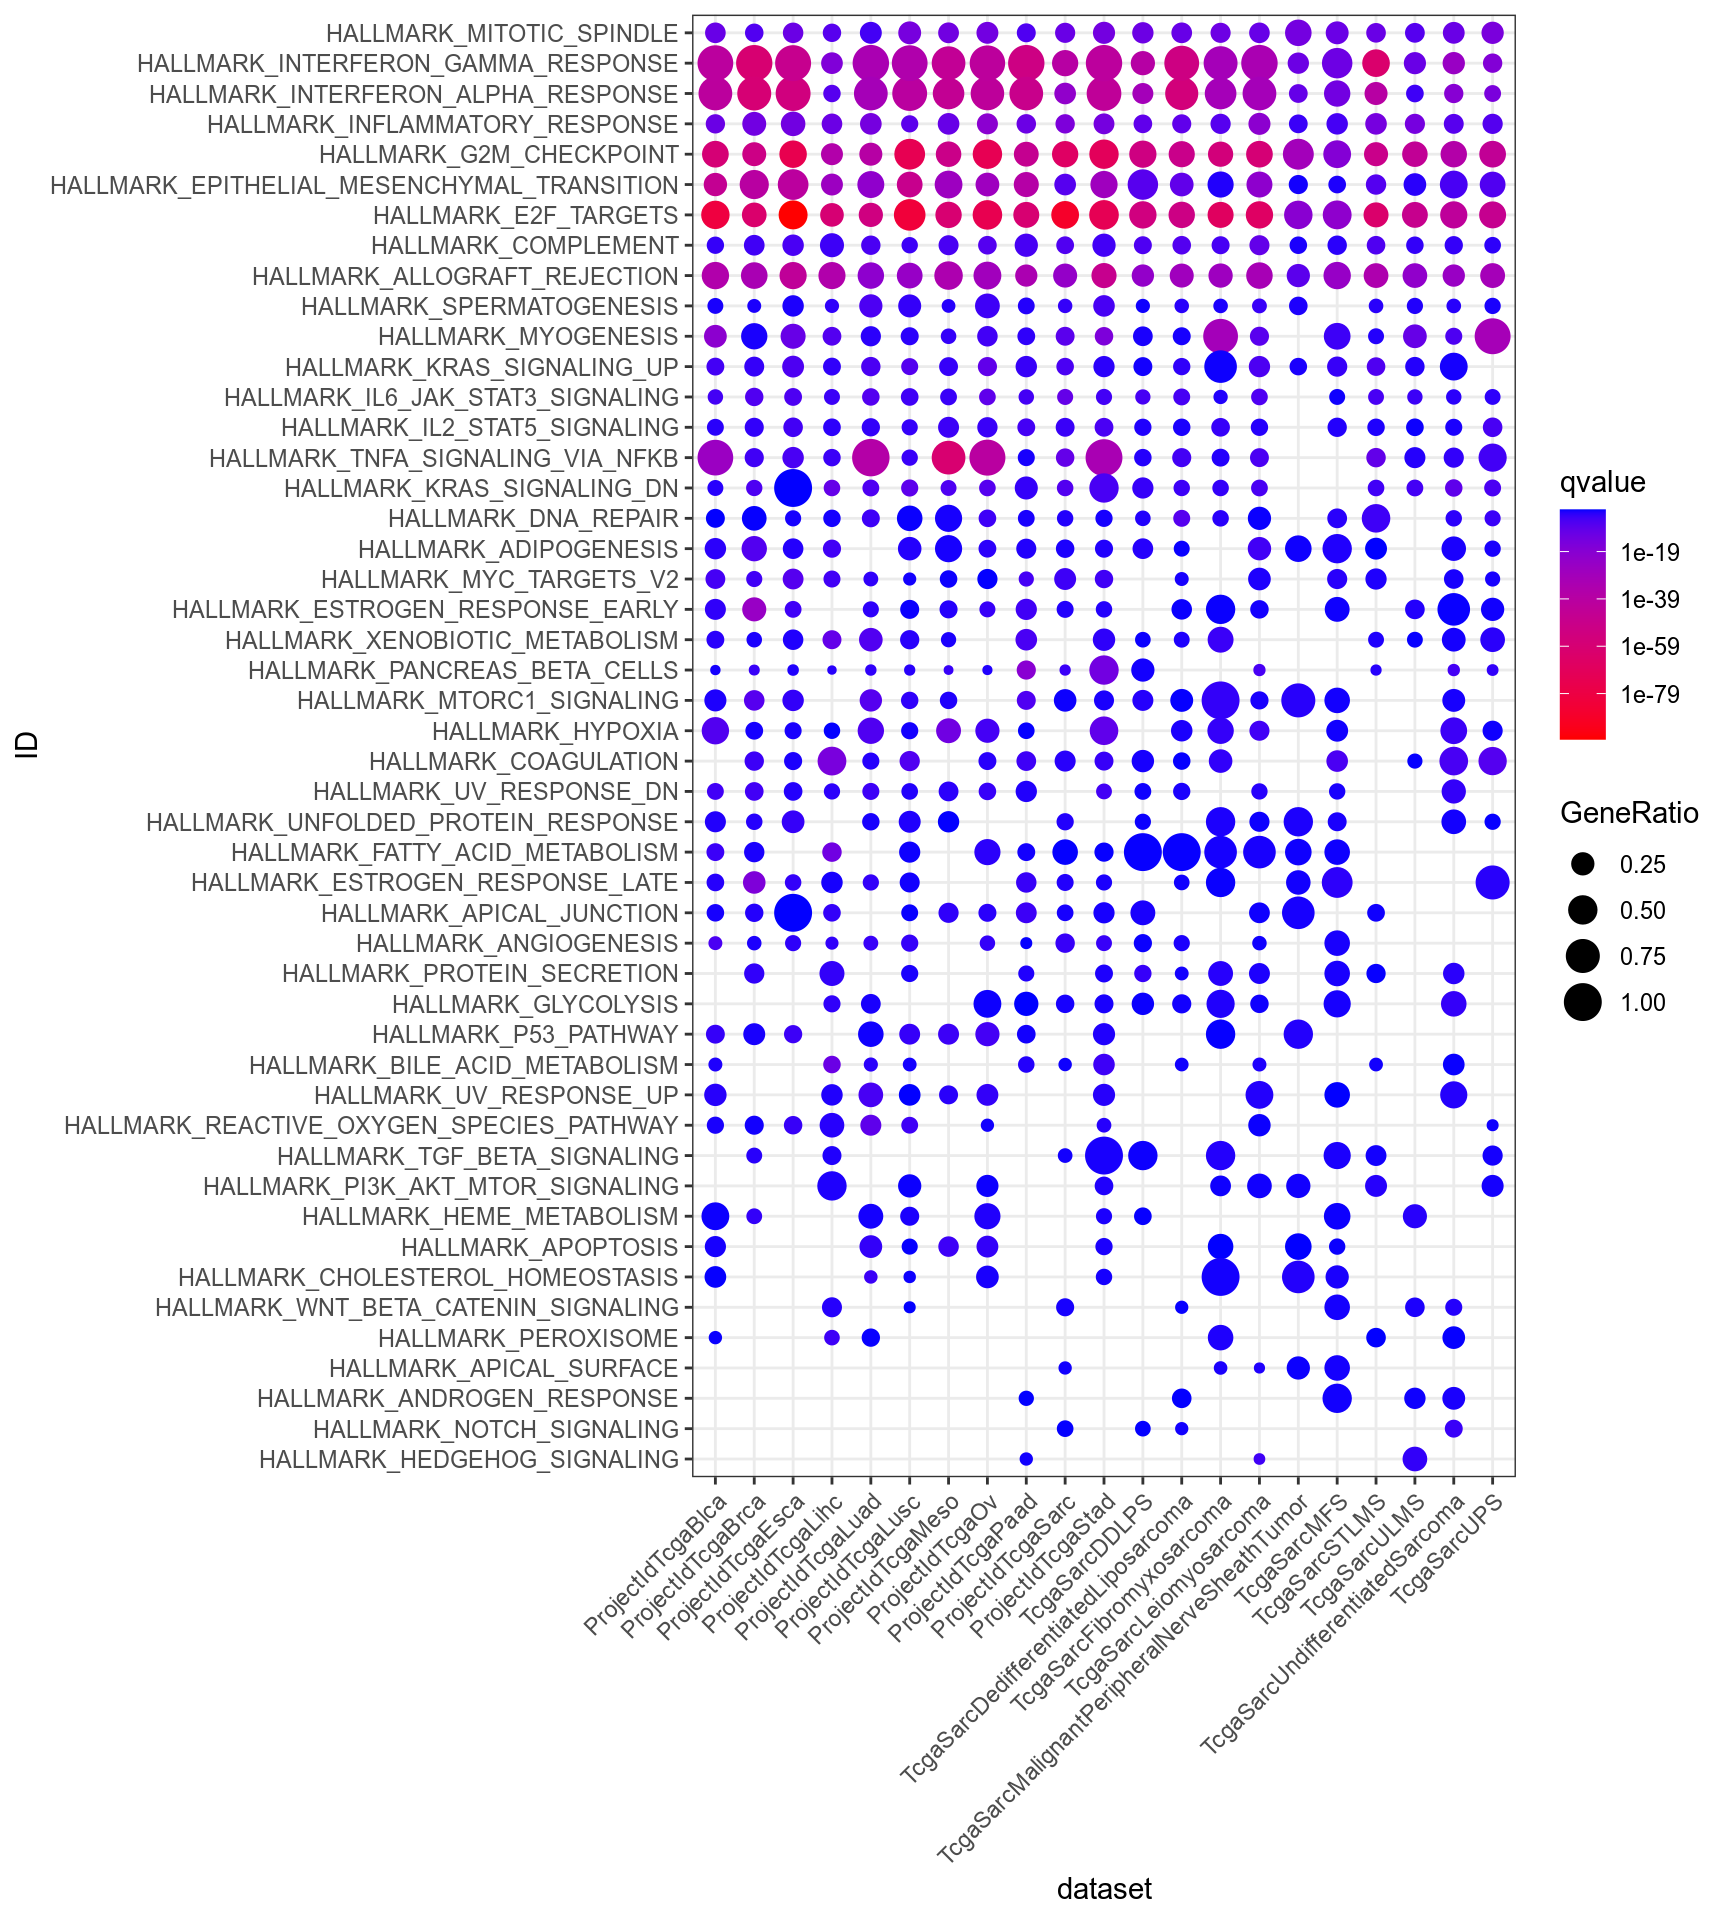 HALLMARK_MITOTIC_SPINDLE
HALLMARK_INTERFERON_GAMMA_RESPONSE
HALLMARK_INTERFERON_ALPHA_RESPONSE
HALLMARK_INFLAMMATORY_RESPONSE
HALLMARK_G2M_CHECKPOINT
HALLMARK_EPITHELIAL_MESENCHYMAL_TRANSITION
HALLMARK_E2F_TARGETS
HALLMARK_COMPLEMENT
HALLMARK_ALLOGRAFT_REJECTION
HALLMARK_SPERMATOGENESIS
HALLMARK_MYOGENESIS
HALLMARK_KRAS_SIGNALING_UP
HALLMARK_IL6_JAK_STAT3_SIGNALING
HALLMARK_IL2_STAT5_SIGNALING
HALLMARK_TNFA_SIGNALING_VIA_NFKB
HALLMARK_KRAS_SIGNALING_DN
HALLMARK_DNA_REPAIR
HALLMARK_ADIPOGENESIS
HALLMARK_MYC_TARGETS_V2
HALLMARK_ESTROGEN_RESPONSE_EARLY
HALLMARK_XENOBIOTIC_METABOLISM
HALLMARK_PANCREAS_BETA_CELLS
HALLMARK_MTORC1_SIGNALING
HALLMARK_HYPOXIA
HALLMARK_COAGULATION
HALLMARK_UV_RESPONSE_DN
HALLMARK_UNFOLDED_PROTEIN_RESPONSE
HALLMARK_FATTY_ACID_METABOLISM
HALLMARK_ESTROGEN_RESPONSE_LATE
HALLMARK_APICAL_JUNCTION
HALLMARK_ANGIOGENESIS
HALLMARK_PROTEIN_SECRETION
HALLMARK_GLYCOLYSIS
HALLMARK_P53_PATHWAY
HALLMARK_BILE_ACID_METABOLISM
HALLMARK_UV_RESPONSE_UP
HALLMARK_REACTIVE_OXYGEN_SPECIES_PATHWAY
HALLMARK_TGF_BETA_SIGNALING
HALLMARK_PI3K_AKT_MTOR_SIGNALING
HALLMARK_HEME_METABOLISM
HALLMARK_APOPTOSIS
HALLMARK_CHOLESTEROL_HOMEOSTASIS
HALLMARK_WNT_BETA_CATENIN_SIGNALING
HALLMARK_PEROXISOME
HALLMARK_APICAL_SURFACE
HALLMARK_ANDROGEN_RESPONSE
HALLMARK_NOTCH_SIGNALING
HALLMARK_HEDGEHOG_SIGNALING
ID
ProjectIdTcgaBlca
ProjectIdTcgaBrca
ProjectIdTcgaEsca
ProjectIdTcgaLihc
ProjectIdTcgaLuad
ProjectIdTcgaLusc
ProjectIdTcgaMeso
ProjectIdTcgaOv
ProjectIdTcgaPaad
ProjectIdTcgaSarc
ProjectIdTcgaStad
TcgaSarcDDLPS
TcgaSarcDedifferentiatedLiposarcoma
TcgaSarcFibromyxosarcoma
TcgaSarcLeiomyosarcoma
TcgaSarcMalignantPeripheralNerveSheathTumor
TcgaSarcMFS
TcgaSarcSTLMS
TcgaSarcULMS
TcgaSarcUndifferentiatedSarcoma
TcgaSarcUPS
dataset
qvalue
1e-19
1e-39
1e-59
1e-79
GeneRatio
0.25
0.50
0.75
1.00